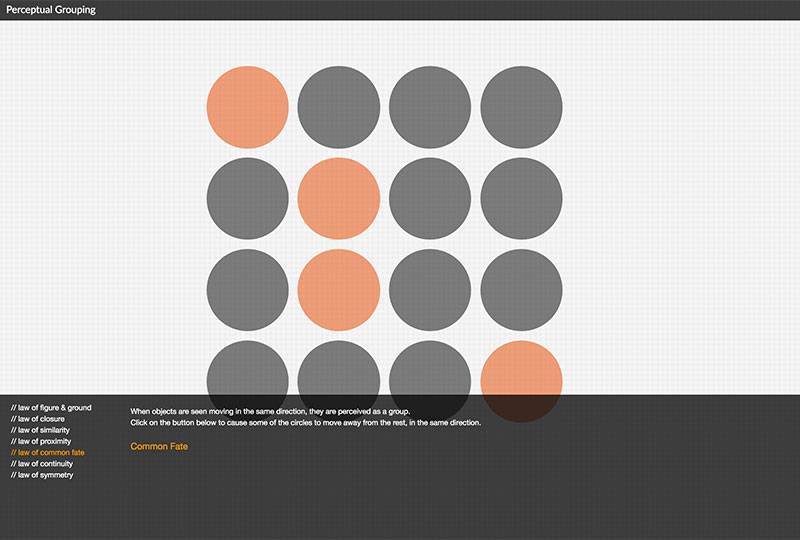 Perceptual Grouping
// law of figure & ground
// law of closure
// law of similarity
// law of proximity
// law of common fate
// law of continuity
// law of symmetry
When objects are seen moving in the same direction, they are perceived as a group.
Click on the button below to cause some of the circles to move away from the rest, in the same direction.
Common Fate